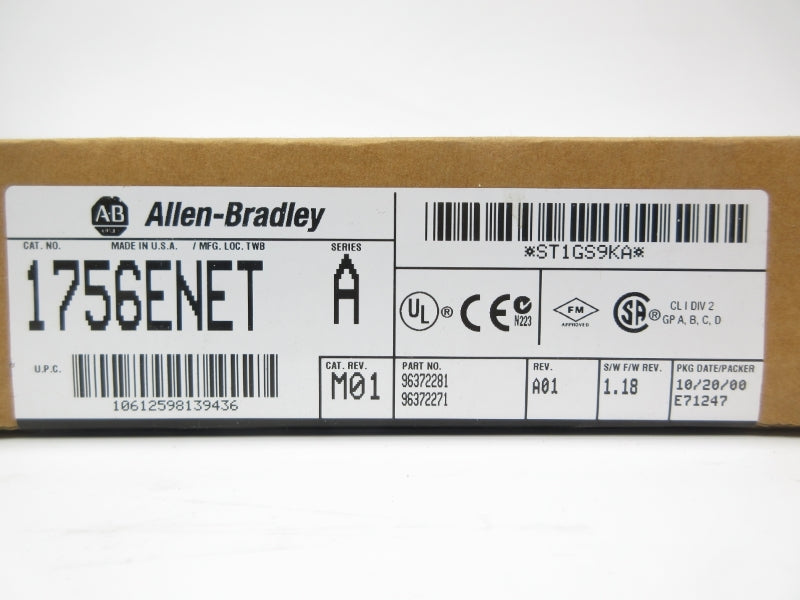 A-B Allen-Bradley
*ST1GS9KA*
CAT. NO. MADE IN U.S.A. / MFG. LOC. TWB SERIES
1756ENET A
UL ® CE N223 FM APPROVED SA ® CL I DIV 2
GP A, B, C, D
U.P.C. 10612598139436
CAT. REV. M01
PART NO.
96372281
96372271
REV.
A01
S/W F/W REV.
1.18
PKG DATE/PACKER
10/20/00
E71247